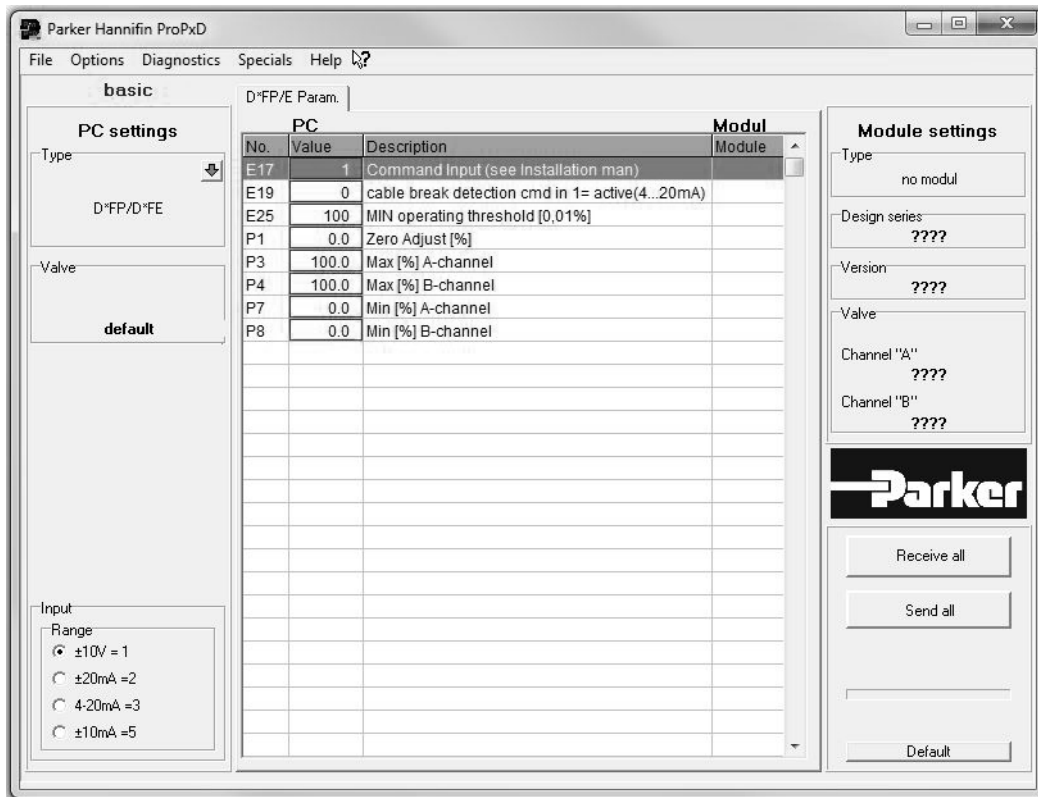 Parker Hannifin ProPxD
File Options Diagnostics Specials Help ?
basic
PC settings
Type
D*FP/D*FE
Valve
default
Input
Range
±10V = 1
±20mA =2
4-20mA =3
±10mA =5
D*FP/E Param.
PC Modul
No. Value Description Module
E17 1 Command Input (see Installation man)
E19 0 cable break detection cmd in 1= active(4...20mA)
E25 100 MIN operating threshold [0,01%]
P1 0.0 Zero Adjust [%]
P3 100.0 Max [%] A-channel
P4 100.0 Max [%] B-channel
P7 0.0 Min [%] A-channel
P8 0.0 Min [%] B-channel
Module settings
Type
no modul
Design series
????
Version
????
Valve
Channel "A"
????
Channel "B"
????
Parker
Receive all
Send all
Default